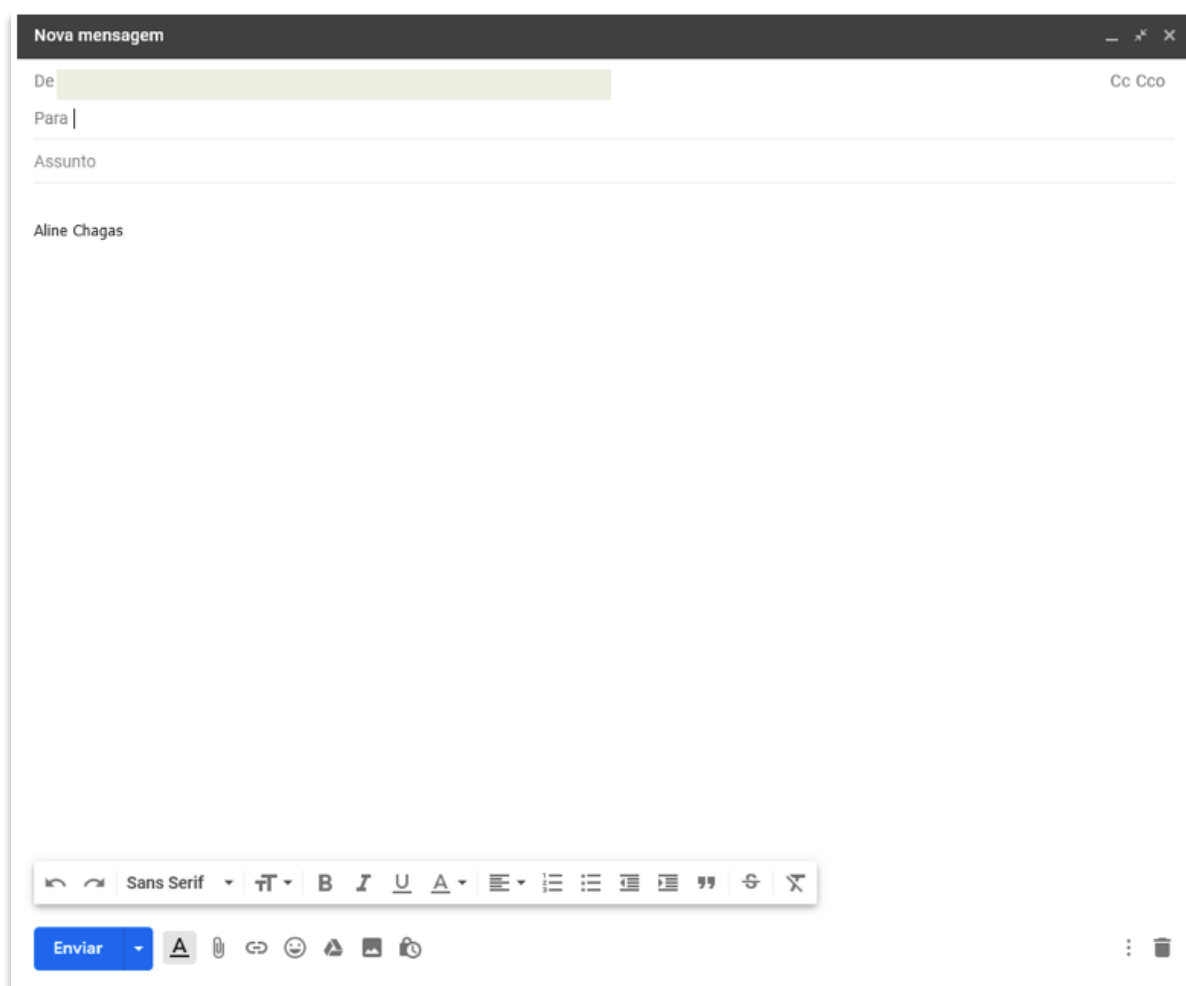 Nova mensagem
De
Cc Cco
Para
Assunto
Aline Chagas
Sans Serif
Enviar